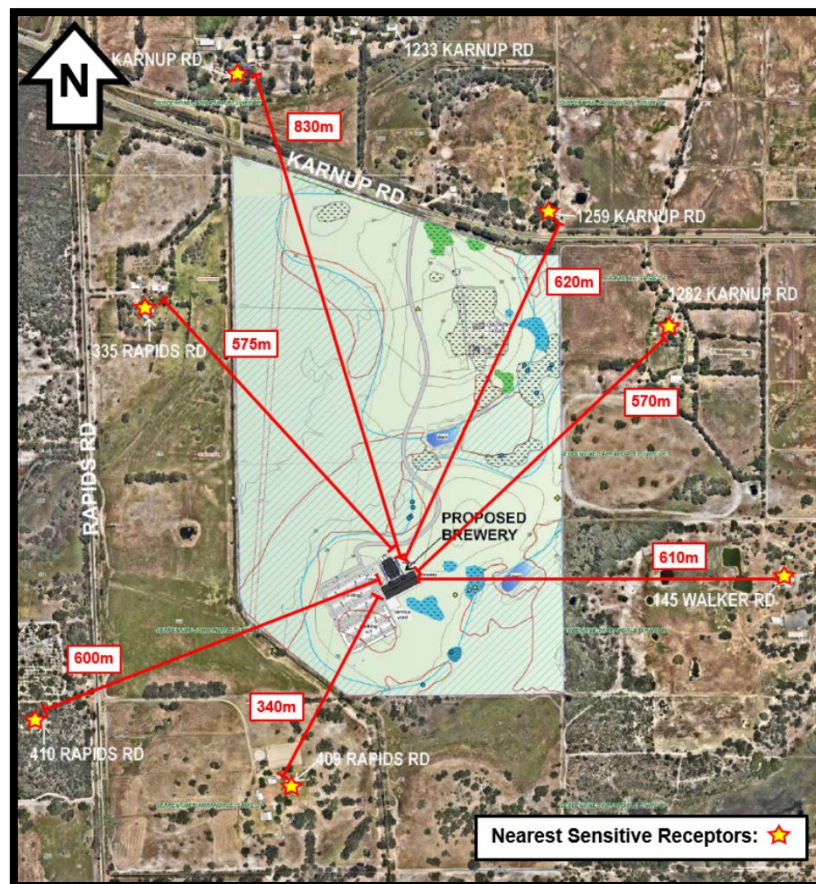 N
KARNUP RD
1233 KARNUP RD
830m
KARNUP RD
1259 KARNUP RD
620m
1282 KARNUP RD
335 RAPIDS RD
575m
570m
RAPIDS RD
PROPOSED
BREWERY
610m
145 WALKER RD
600m
340m
410 RAPIDS RD
409 RAPIDS RD
Nearest Sensitive Receptors: